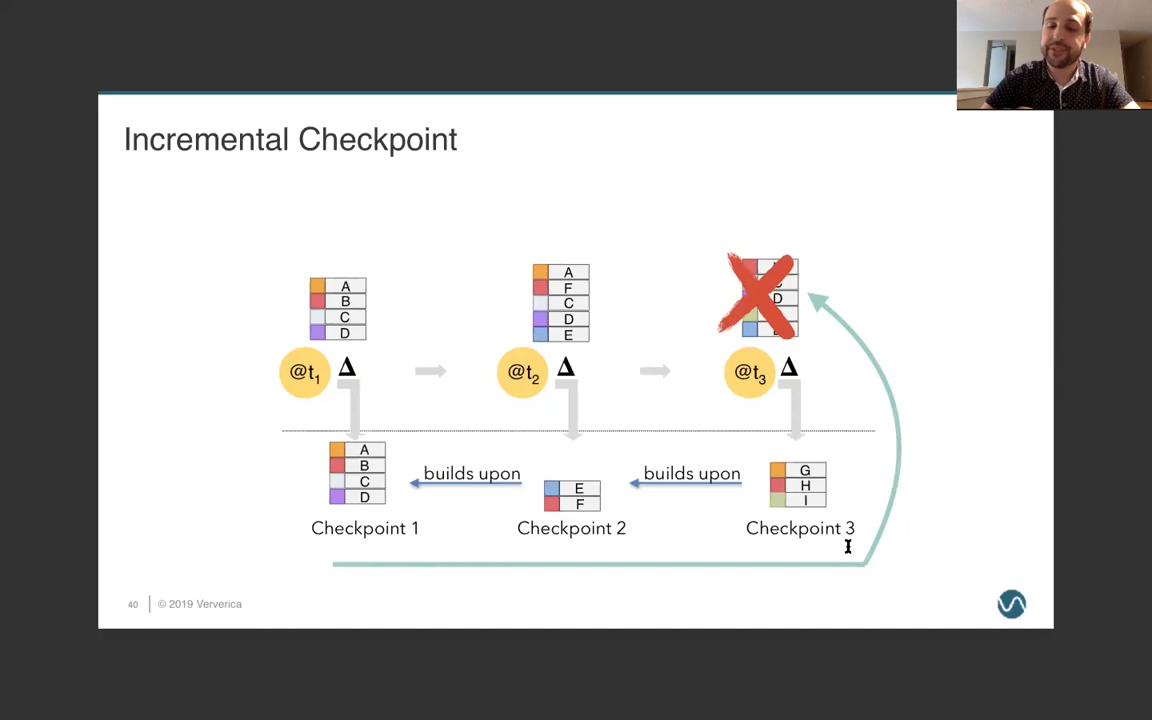 Incremental Checkpoint
A
B
C
D
A
F
C
D
E
D
@t1
Δ
@t2
Δ
@t3
Δ
A
B
C
D
builds upon
E
F
builds upon
G
H
I
Checkpoint 1
Checkpoint 2
Checkpoint 3
40
© 2019 Ververica